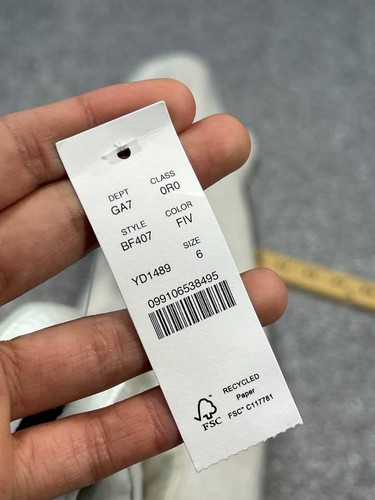 DEPT CLASS
GA7 0R0
STYLE COLOR
BF407 FIV
SIZE
YD1489 6
099106538495
FSC
RECYCLED
Paper
FSC® C117781